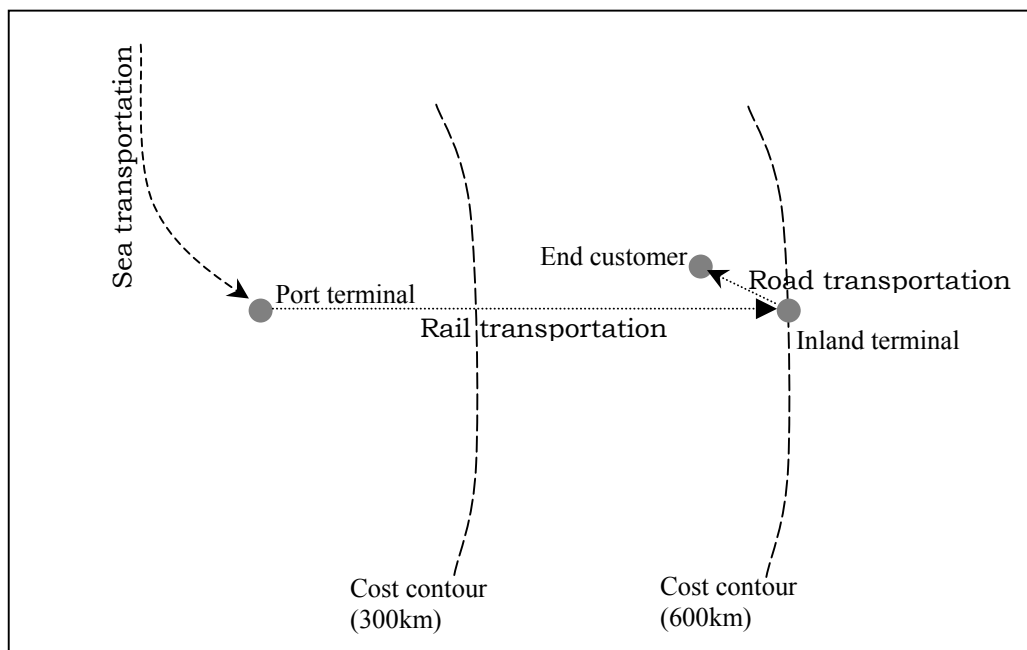 Sea transportation
End customer
Road transportation
Port terminal
Rail transportation
Inland terminal
Cost contour
(300km)
Cost contour
(600km)